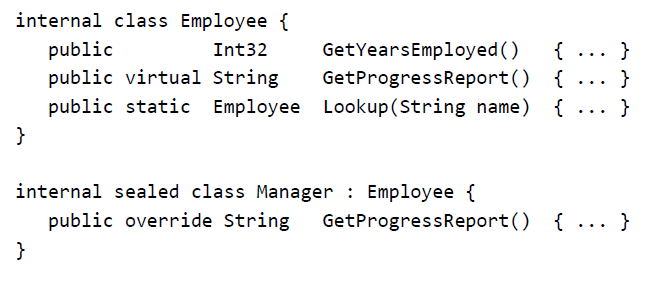 internal class Employee {
   public         Int32     GetYearsEmployed()   { ... }
   public virtual String    GetProgressReport()  { ... }
   public static  Employee  Lookup(String name)  { ... }
}
internal sealed class Manager : Employee {
   public override String   GetProgressReport()  { ... }
}